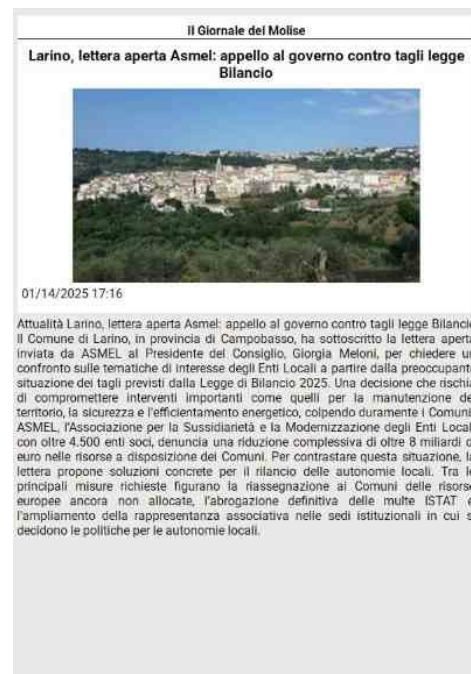 Il Giornale del Molise
Larino, lettera aperta Asmel: appello al governo contro tagli legge
Bilancio
01/14/2025 17:16
Attualità Larino, lettera aperta Asmel: appello al governo contro tagli legge Bilancio
Il Comune di Larino, in provincia di Campobasso, ha sottoscritto la lettera aperta
inviata da ASMEL al Presidente del Consiglio, Giorgia Meloni, per chiedere un
confronto sulle tematiche di interesse degli Enti Locali a partire dalla preoccupant
situazione dei tagli previsti dalla Legge di Bilancio 2025. Una decisione che rischia
di compromettere interventi importanti come quelli per la manutenzione de
territorio, la sicurezza e l'efficientamento energetico, colpendo duramente i Comuni
ASMEL, l'Associazione per la Sussidiarietà e la Modernizzazione degli Enti Local
con oltre 4.500 enti soci, denuncia una riduzione complessiva di oltre 8 miliardi d
euro nelle risorse a disposizione dei Comuni. Per contrastare questa situazione, la
lettera propone soluzioni concrete per il rilancio delle autonomie locali. Tra l
principali misure richieste figurano la riassegnazione ai Comuni delle risors
europee ancora non allocate, l'abrogazione definitiva delle multe ISTAT e
l'ampliamento della rappresentanza associativa nelle sedi istituzionali in cui s
decidono le politiche per le autonomie locali.